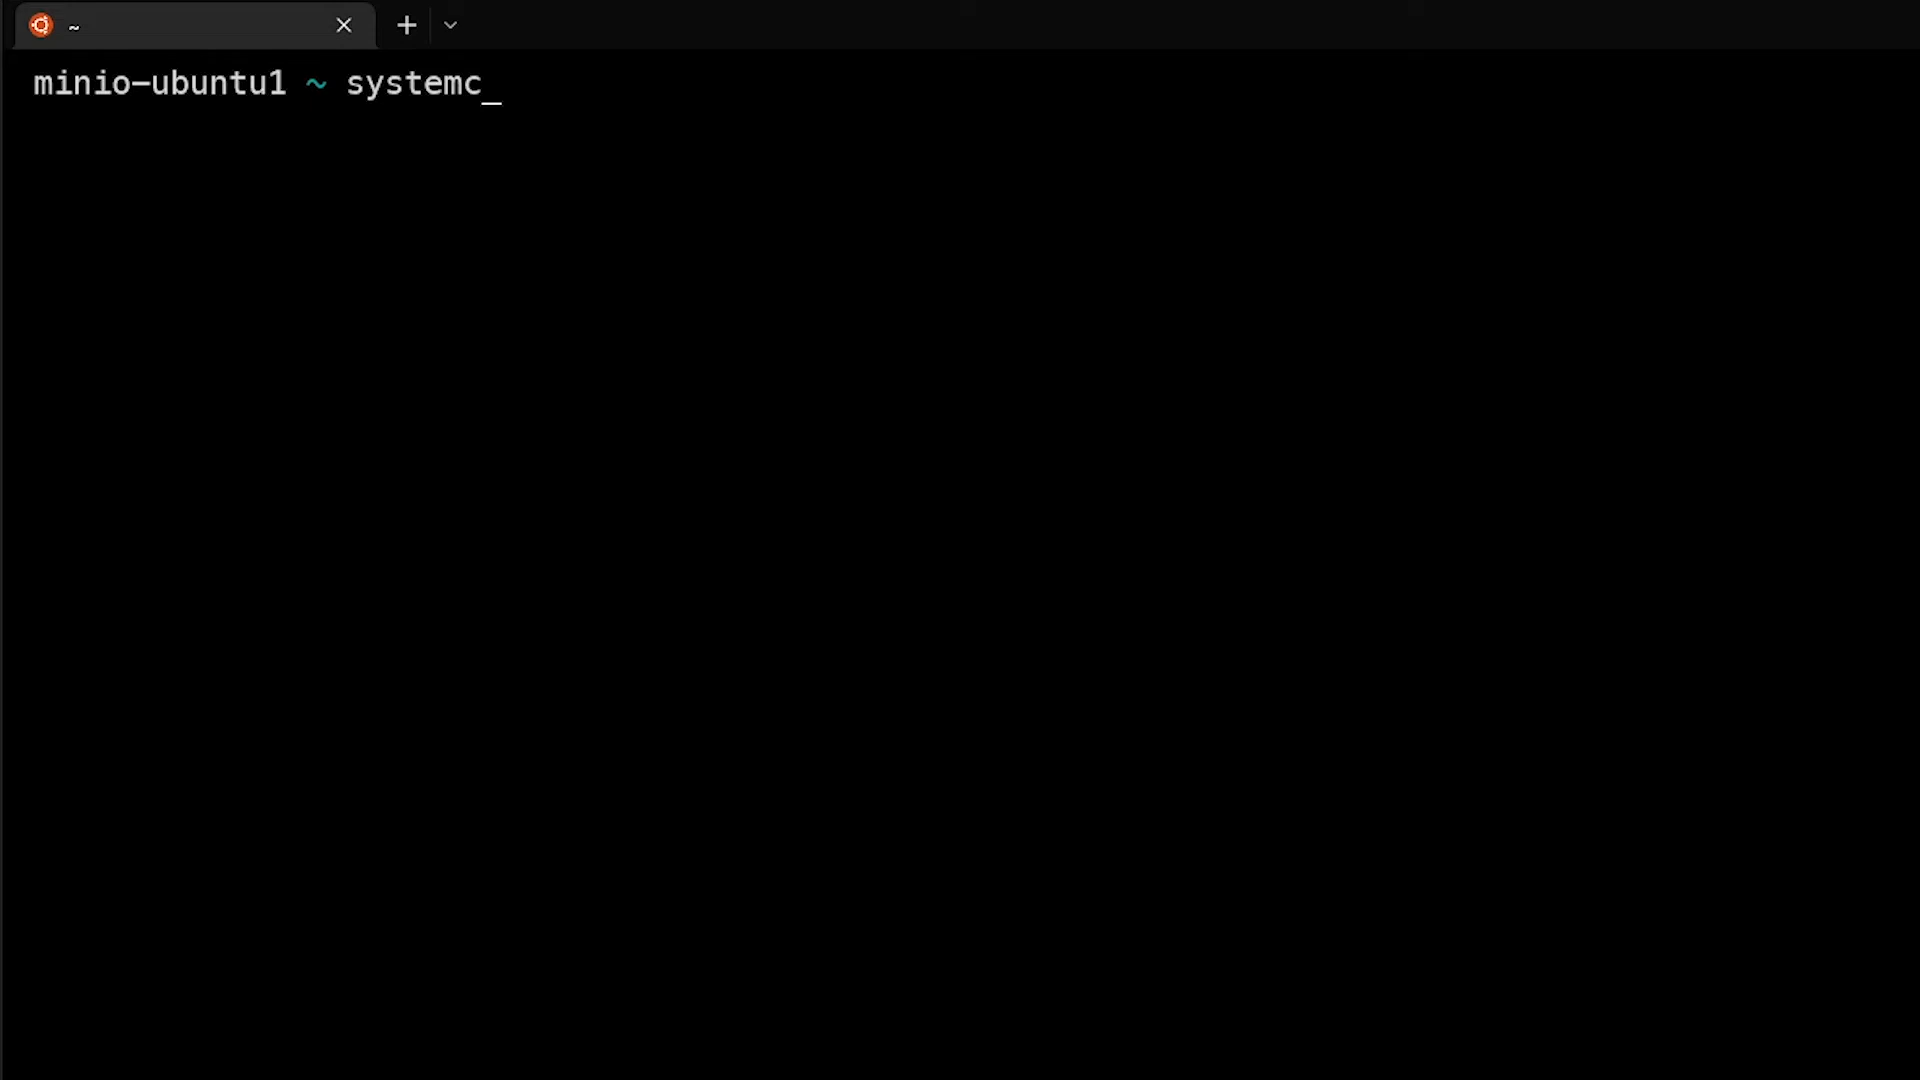 ~
minio-ubuntu1 ~ systemc_